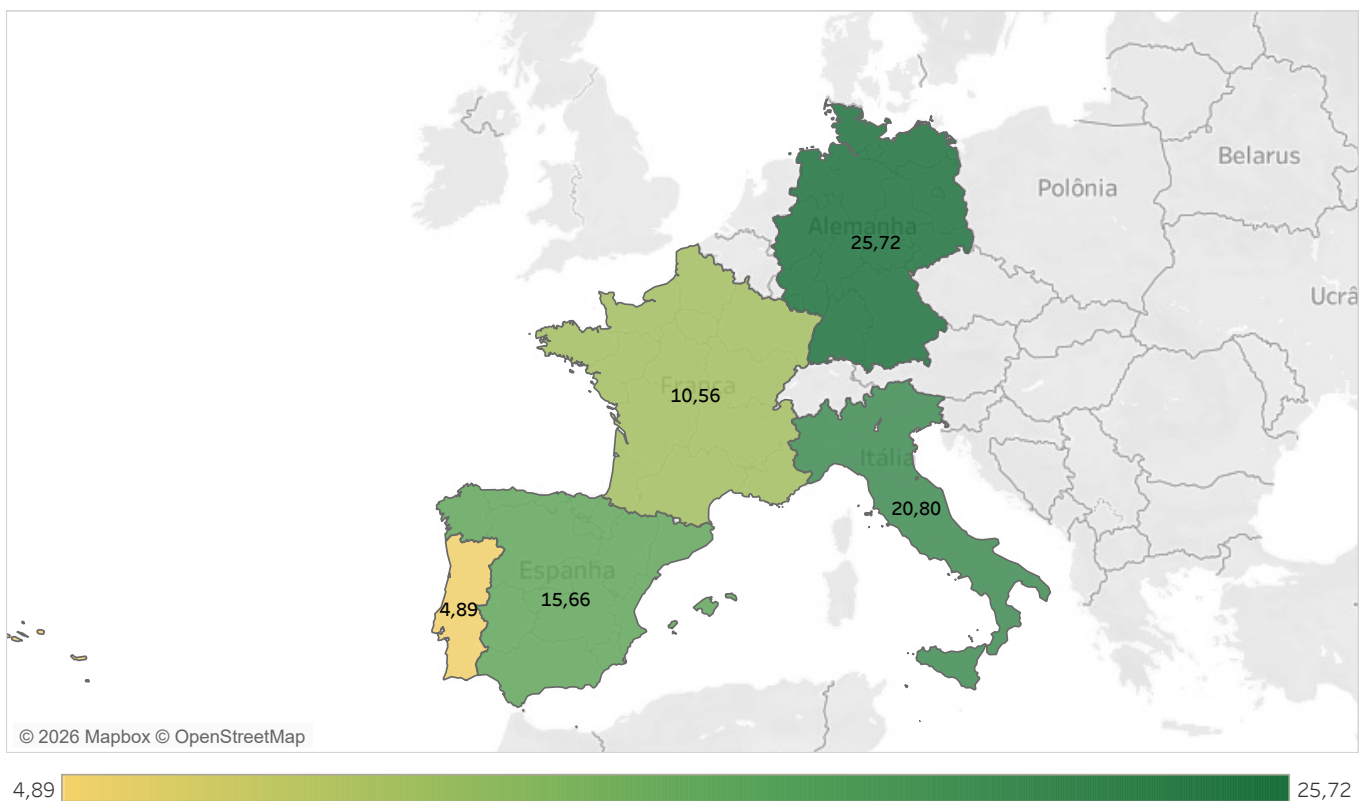 Belarus
Polônia
Alemanha
25,72
Ucrâ
França
10,56
Itália
20,80
Espanha
15,66
4,89
© 2026 Mapbox © OpenStreetMap
4,89
25,72